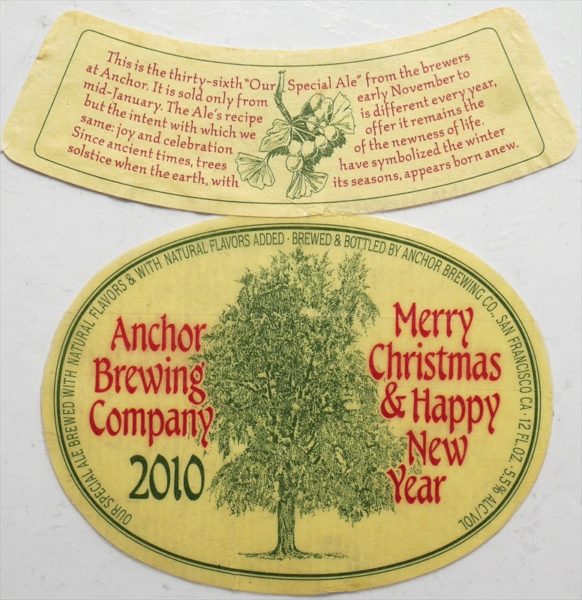 This is the thirty-sixth "Our Special Ale" from the brewers
at Anchor. It is sold only from early November to
mid-January. The Ale's recipe is different every year,
but the intent with which we offer it remains the
same: joy and celebration of the newness of life.
Since ancient times, trees have symbolized the winter
solstice when the earth, with its seasons, appears born anew.
OUR SPECIAL ALE BREWED WITH NATURAL FLAVORS & WITH NATURAL FLAVORS ADDED · BREWED & BOTTLED BY ANCHOR BREWING CO., SAN FRANCISCO CA · 12 FL.OZ. · 5.5% ALC/VOL
Anchor
Brewing
Company
2010
Merry
Christmas
& Happy
New
Year